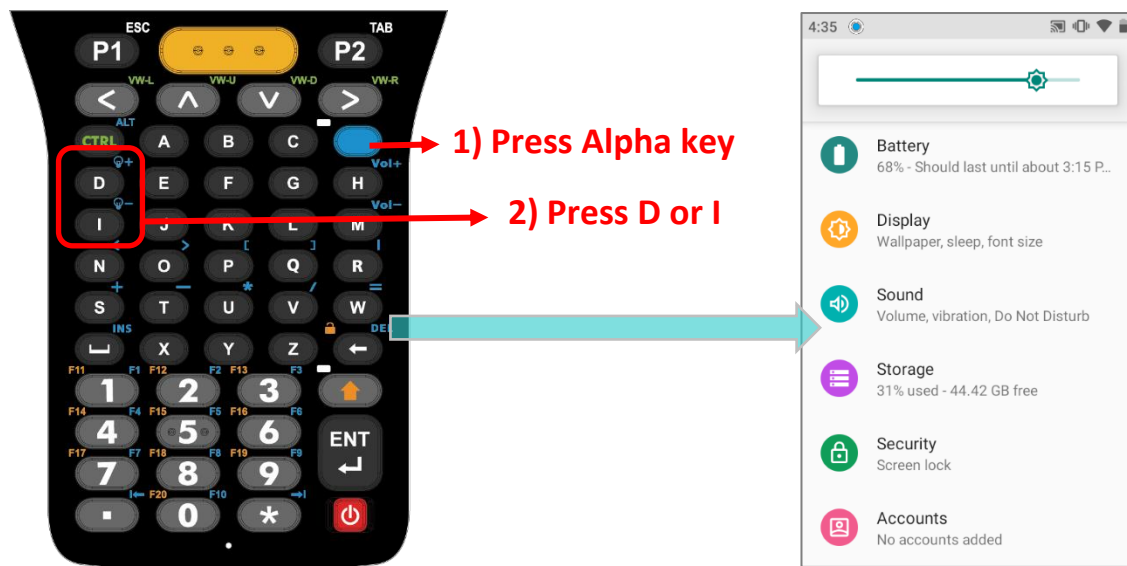 ESC TAB
P1 P2
VW-L VW-U VW-D VW-R
< ∧ ∨ >
ALT
CTRL A B C
1) Press Alpha key
+ Vol+
D E F G H
− Vol−
2) Press D or I
I J K L M
< > [ ] |
N O P Q R
+ − * / =
S T U V W
INS DEL
X Y Z ←
F11 F1 F12 F2 F13 F3
1 2 3
F14 F4 F15 F5 F16 F6
4 5 6 ENT
F17 F7 F18 F8 F19 F9
7 8 9
|← F20 F10 →|
. 0 *
4:35
Battery
68% - Should last until about 3:15 P...
Display
Wallpaper, sleep, font size
Sound
Volume, vibration, Do Not Disturb
Storage
31% used - 44.42 GB free
Security
Screen lock
Accounts
No accounts added